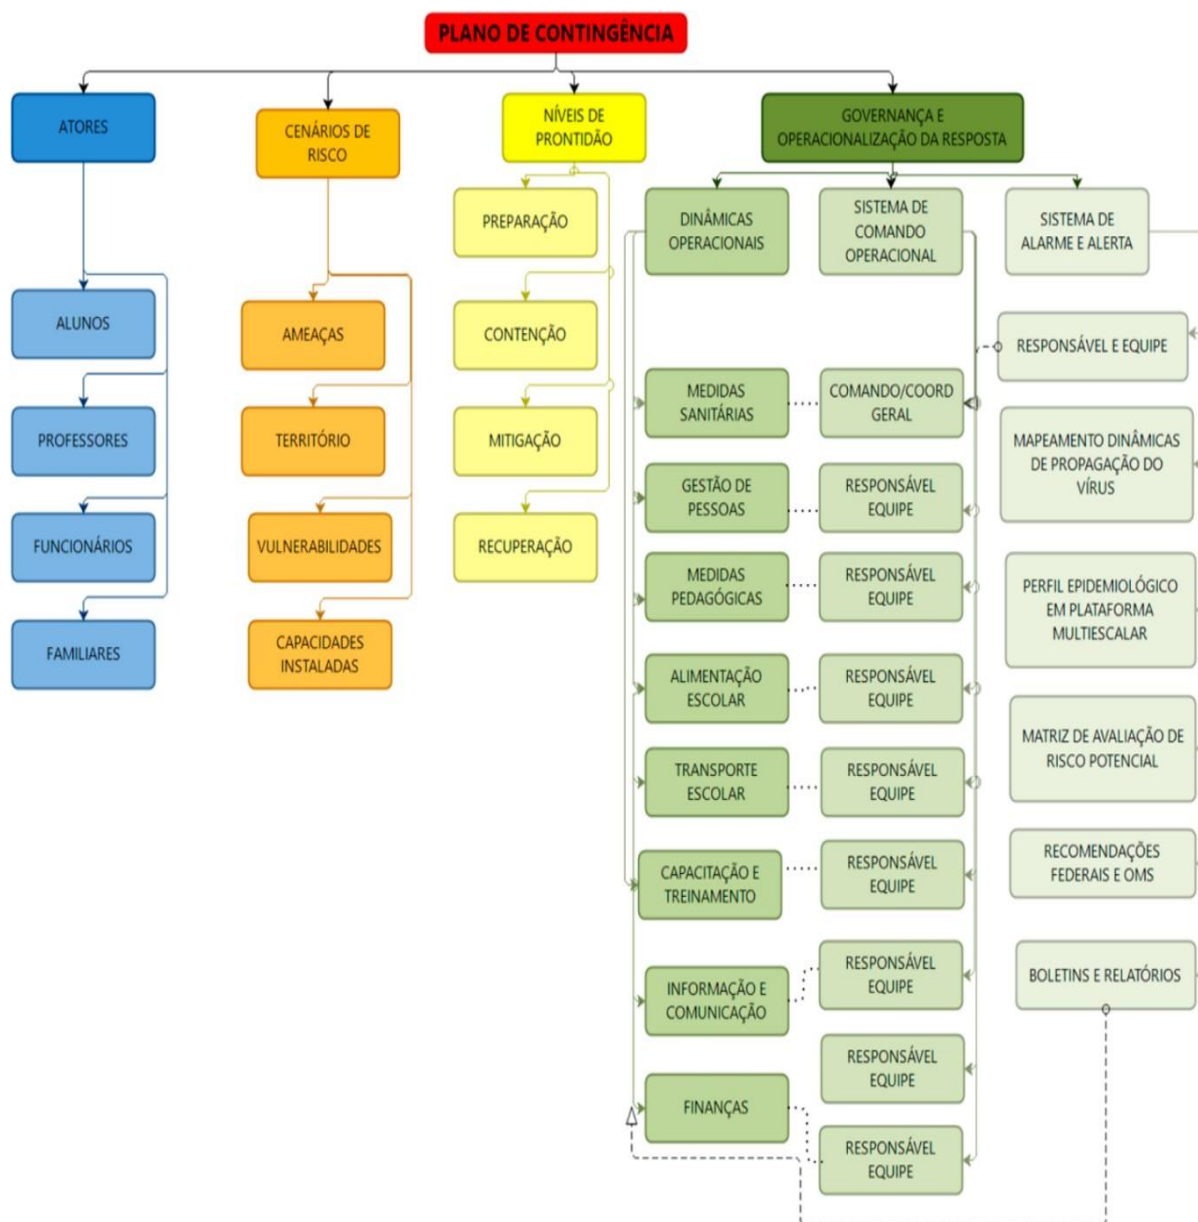 PLANO DE CONTINGÊNCIA
ATORES
CENÁRIOS DE
RISCO
NÍVEIS DE
PRONTIDÃO
GOVERNANÇA E
OPERACIONALIZAÇÃO DA RESPOSTA
ALUNOS
PROFESSORES
FUNCIONÁRIOS
FAMILIARES
AMEAÇAS
TERRITÓRIO
VULNERABILIDADES
CAPACIDADES
INSTALADAS
PREPARAÇÃO
CONTENÇÃO
MITIGAÇÃO
RECUPERAÇÃO
DINÂMICAS
OPERACIONAIS
MEDIDAS
SANITÁRIAS
GESTÃO DE
PESSOAS
MEDIDAS
PEDAGÓGICAS
ALIMENTAÇÃO
ESCOLAR
TRANSPORTE
ESCOLAR
CAPACITAÇÃO E
TREINAMENTO
INFORMAÇÃO E
COMUNICAÇÃO
FINANÇAS
SISTEMA DE
COMANDO
OPERACIONAL
COMANDO/COORD
GERAL
RESPONSÁVEL
EQUIPE
RESPONSÁVEL
EQUIPE
RESPONSÁVEL
EQUIPE
RESPONSÁVEL
EQUIPE
RESPONSÁVEL
EQUIPE
RESPONSÁVEL
EQUIPE
RESPONSÁVEL
EQUIPE
RESPONSÁVEL
EQUIPE
SISTEMA DE
ALARME E ALERTA
RESPONSÁVEL E EQUIPE
MAPEAMENTO DINÂMICAS
DE PROPAGAÇÃO DO
VÍRUS
PERFIL EPIDEMIOLÓGICO
EM PLATAFORMA
MULTIESCALAR
MATRIZ DE AVALIAÇÃO DE
RISCO POTENCIAL
RECOMENDAÇÕES
FEDERAIS E OMS
BOLETINS E RELATÓRIOS